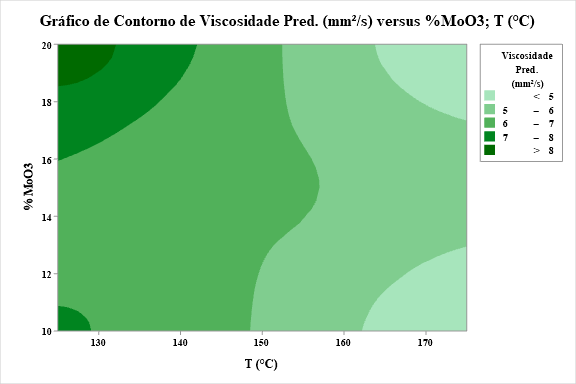 Gráfico de Contorno de Viscosidade Pred. (mm²/s) versus %MoO3; T (°C)
Viscosidade
Pred.
(mm²/s)
< 5
5 – 6
6 – 7
7 – 8
> 8
%MoO3
20
18
16
14
12
10
130 140 150 160 170
T (°C)